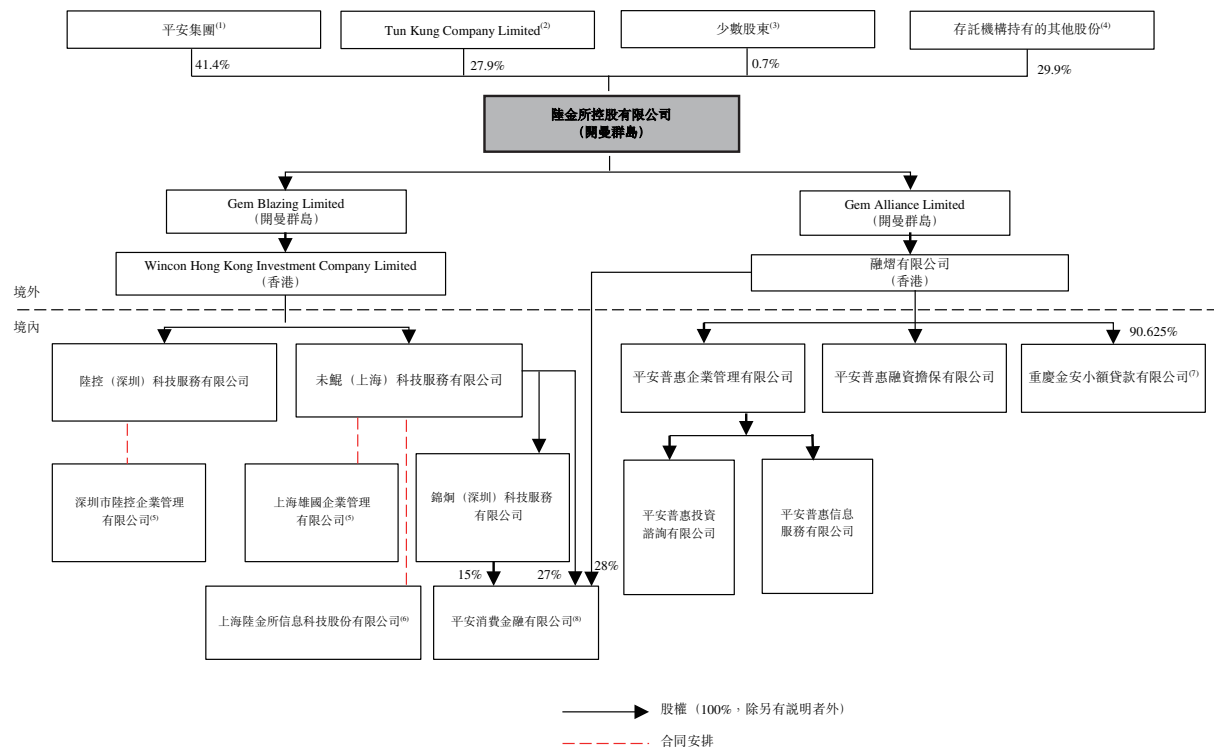 平安集團(1)
Tun Kung Company Limited(2)
少數股東(3)
存託機構持有的其他股份(4)
41.4%
27.9%
0.7%
29.9%
陸金所控股有限公司
(開曼群島)
Gem Blazing Limited
(開曼群島)
Gem Alliance Limited
(開曼群島)
Wincon Hong Kong Investment Company Limited
(香港)
融熠有限公司
(香港)
境外
境內
90.625%
陸控(深圳)科技服務有限公司
未鯤(上海)科技服務有限公司
平安普惠企業管理有限公司
平安普惠融資擔保有限公司
重慶金安小額貸款有限公司(7)
深圳市陸控企業管理
有限公司(5)
上海雄國企業管理
有限公司(5)
錦炯(深圳)科技服務
有限公司
平安普惠投資
諮詢有限公司
平安普惠信息
服務有限公司
15%
27%
28%
上海陸金所信息科技股份有限公司(6)
平安消費金融有限公司(8)
股權(100%,除另有說明者外)
合同安排